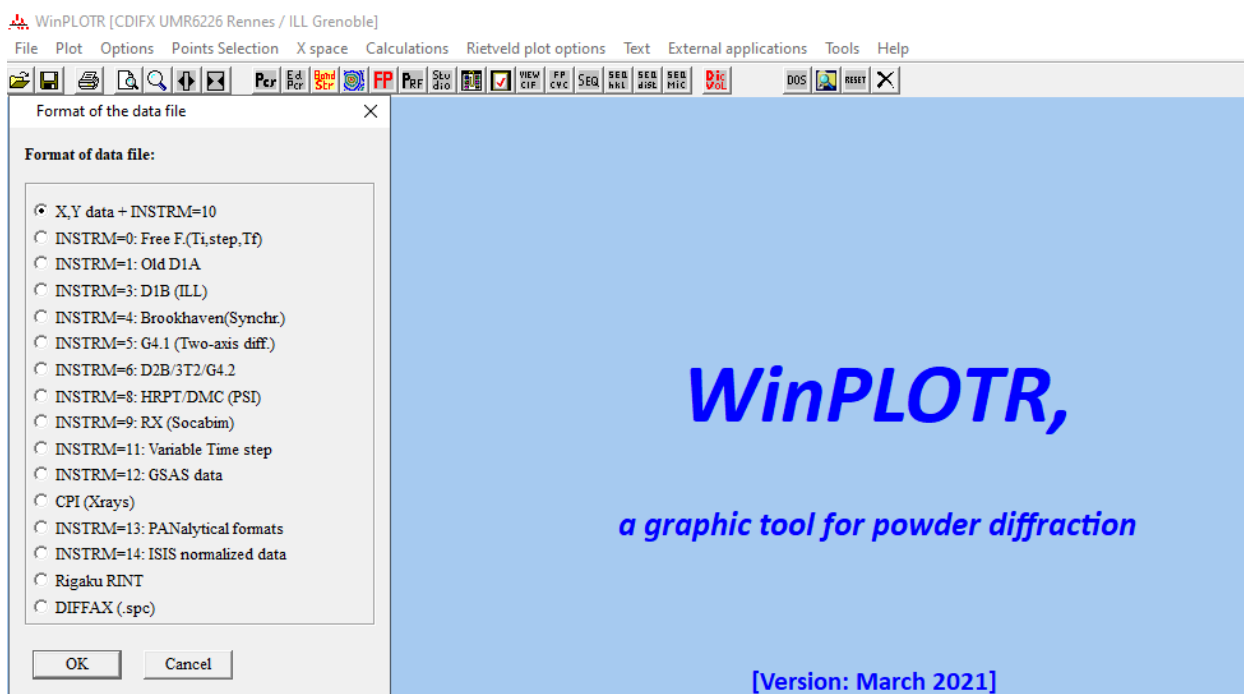 WinPLOTR [CDIFX UMR6226 Rennes / ILL Grenoble]
File Plot Options Points Selection X space Calculations Rietveld plot options Text External applications Tools Help
Pcr Ed Pcr Bond Str FP PRF Stu dio VIEW CIF FP CYC SEQ SEQ hkl SEQ dist SEQ Mic Dic VOL DOS RESET
Format of the data file
Format of data file:
X,Y data + INSTRM=10
INSTRM=0: Free F.(Ti,step,Tf)
INSTRM=1: Old D1A
INSTRM=3: D1B (ILL)
INSTRM=4: Brookhaven(Synchr.)
INSTRM=5: G4.1 (Two-axis diff.)
INSTRM=6: D2B/3T2/G4.2
INSTRM=8: HRPT/DMC (PSI)
INSTRM=9: RX (Socabim)
INSTRM=11: Variable Time step
INSTRM=12: GSAS data
CPI (Xrays)
INSTRM=13: PANalytical formats
INSTRM=14: ISIS normalized data
Rigaku RINT
DIFFAX (.spc)
OK Cancel
WinPLOTR,
a graphic tool for powder diffraction
[Version: March 2021]